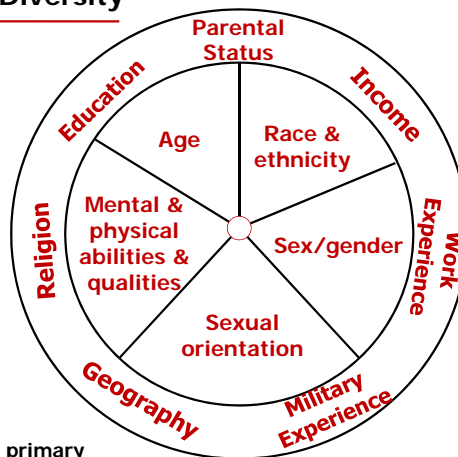 Diversity
Parental
Status
Education
Income
Age
Race &
ethnicity
Mental &
physical
abilities &
qualities
Sex/gender
Religion
Work
Experience
Sexual
orientation
Geography
Military
Experience
primary